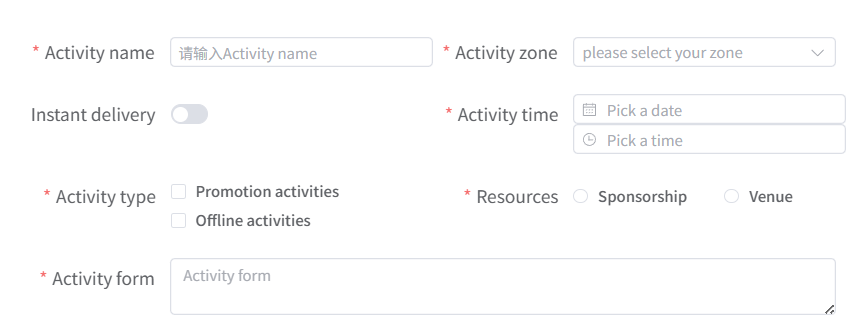 * Activity name 请输入Activity name * Activity zone please select your zone
Instant delivery * Activity time Pick a date
Pick a time
* Activity type Promotion activities * Resources Sponsorship Venue
Offline activities
* Activity form Activity form